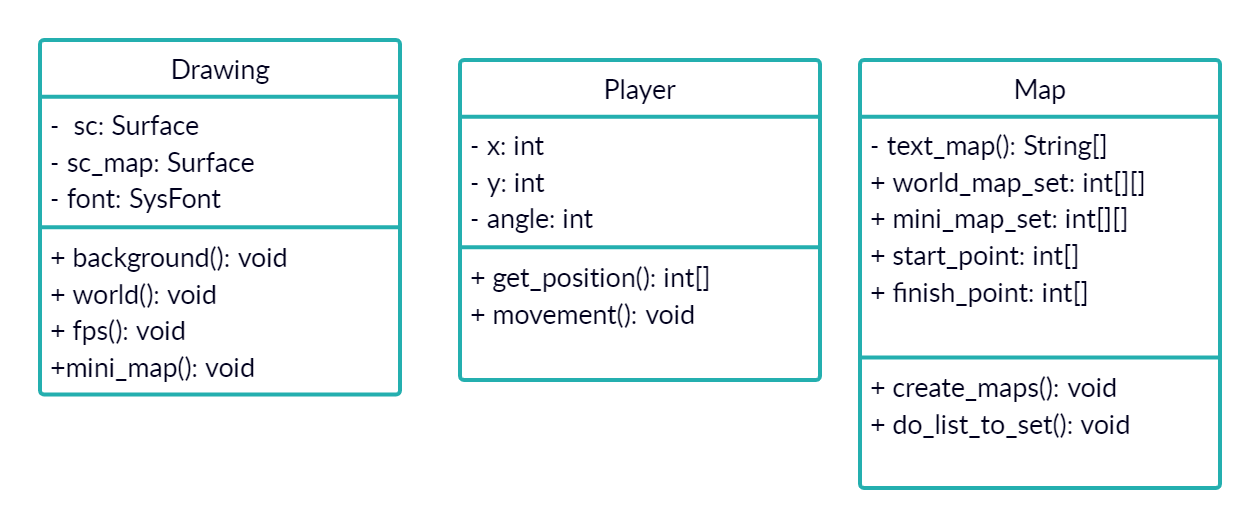 Drawing
-  sc: Surface
- sc_map: Surface
- font: SysFont
+ background(): void
+ world(): void
+ fps(): void
+mini_map(): void
Player
- x: int
- y: int
- angle: int
+ get_position(): int[]
+ movement(): void
Map
- text_map(): String[]
+ world_map_set: int[][]
+ mini_map_set: int[][]
+ start_point: int[]
+ finish_point: int[]
+ create_maps(): void
+ do_list_to_set(): void